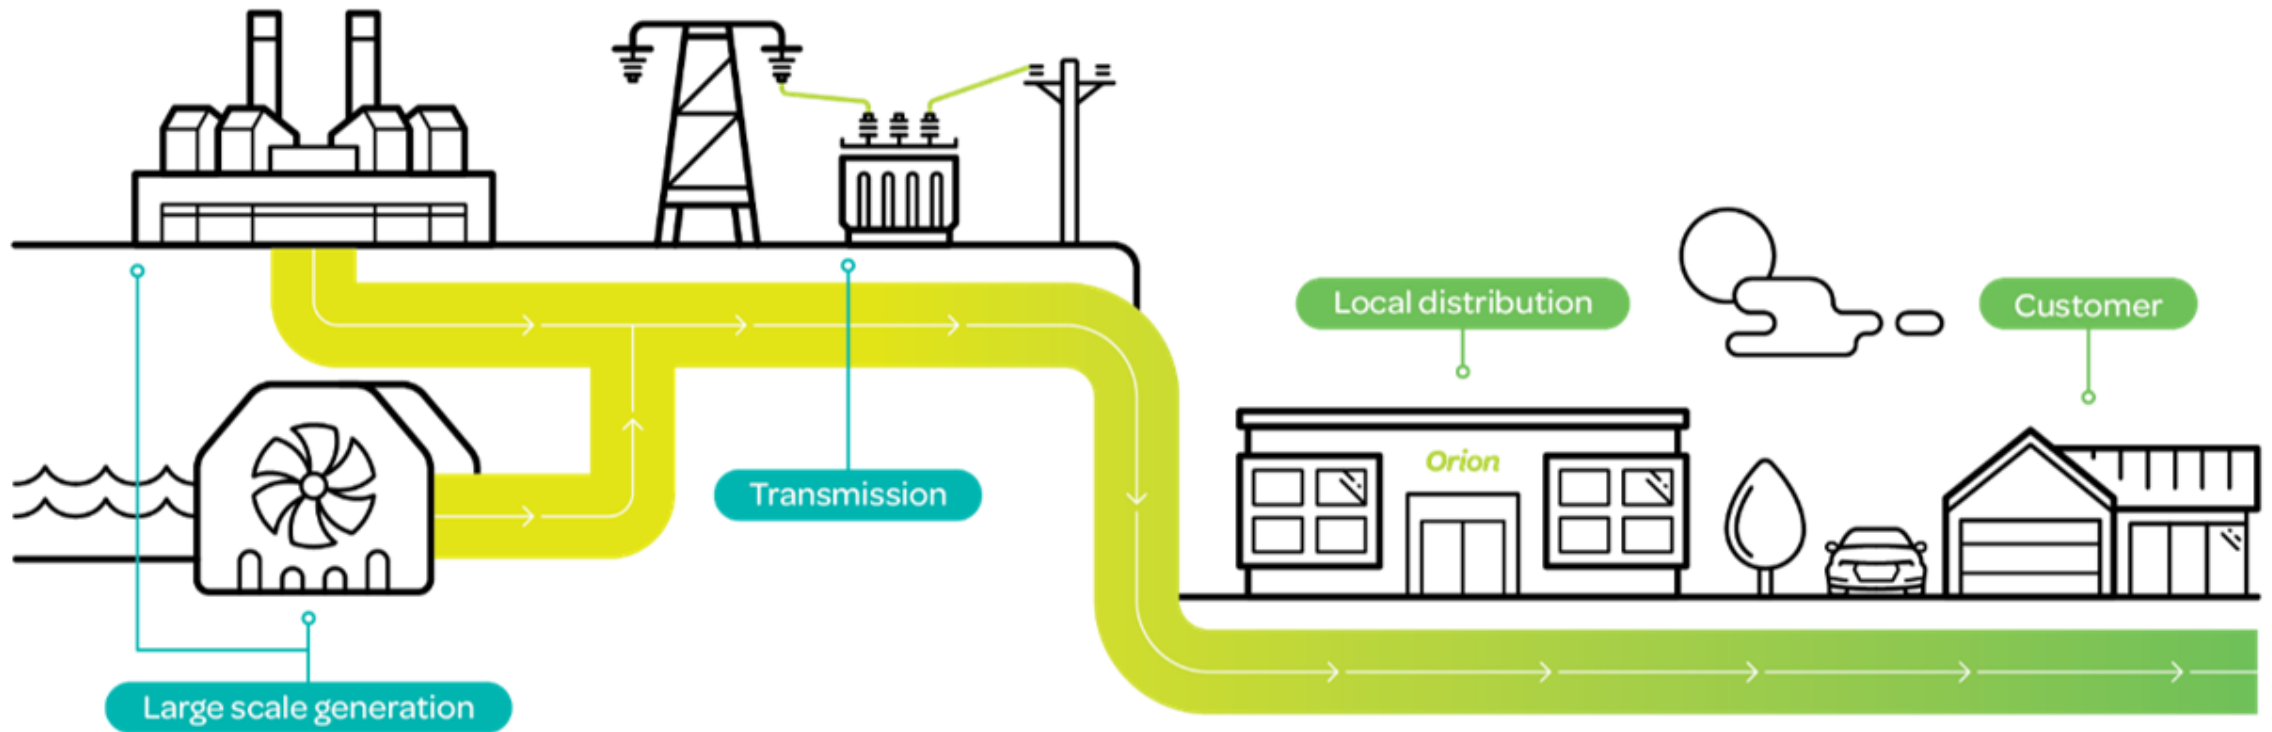 Local distribution
Customer
Orion
Transmission
Large scale generation